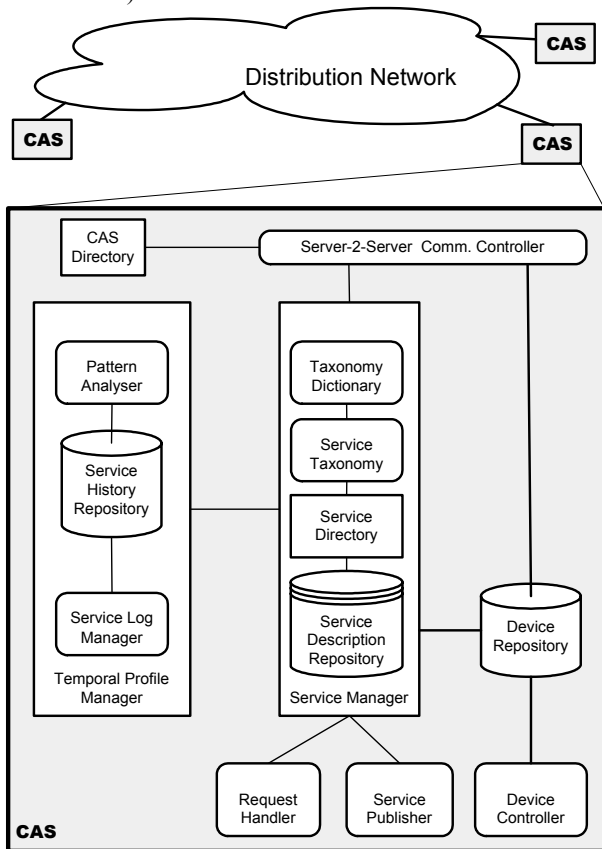 )
CAS
Distribution Network
CAS
CAS
CAS
Directory
Server-2-Server Comm. Controller
Pattern
Analyser
Service
History
Repository
Service Log
Manager
Temporal Profile
Manager
Taxonomy
Dictionary
Service
Taxonomy
Service
Directory
Service
Description
Repository
Service Manager
Device
Repository
Request
Handler
Service
Publisher
Device
Controller
CAS